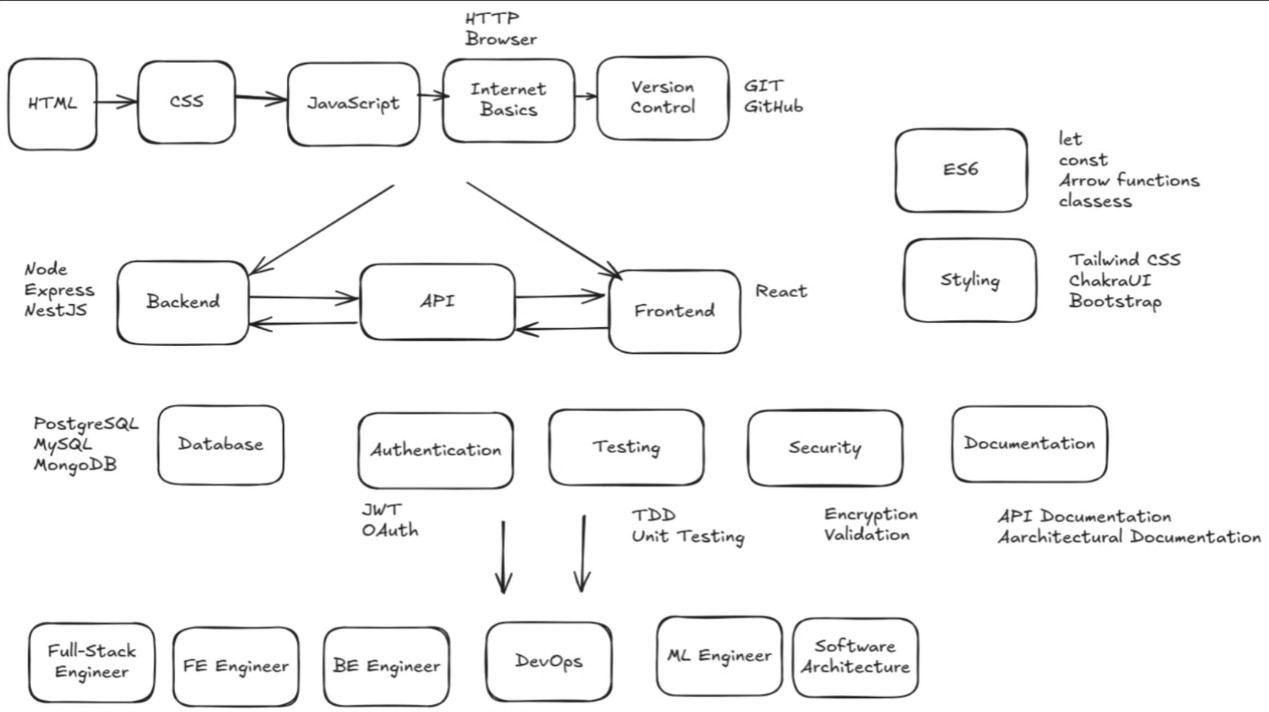 HTTP
Browser
HTML
CSS
JavaScript
Internet
Basics
Version
Control
GIT
GitHub
ES6
let
const
Arrow functions
classess
Styling
Tailwind CSS
ChakraUI
Bootstrap
Node
Express
NestJS
Backend
API
Frontend
React
PostgreSQL
MySQL
MongoDB
Database
Authentication
JWT
OAuth
Testing
TDD
Unit Testing
Security
Encryption
Validation
Documentation
API Documentation
Aarchitectural Documentation
Full-Stack
Engineer
FE Engineer
BE Engineer
DevOps
ML Engineer
Software
Architecture